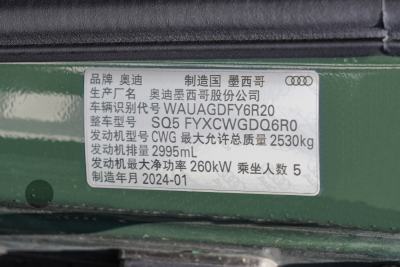 品牌 奥迪 制造国 墨西哥
生产厂名 奥迪墨西哥股份公司
车辆识别代号 WAUAGDFY6R20
整车型号 SQ5 FYXCWGDQ6R0
发动机型号 CWG 最大允许总质量 2530kg
发动机排量 2995mL
发动机最大净功率 260kW 乘坐人数 5
制造年月 2024-01